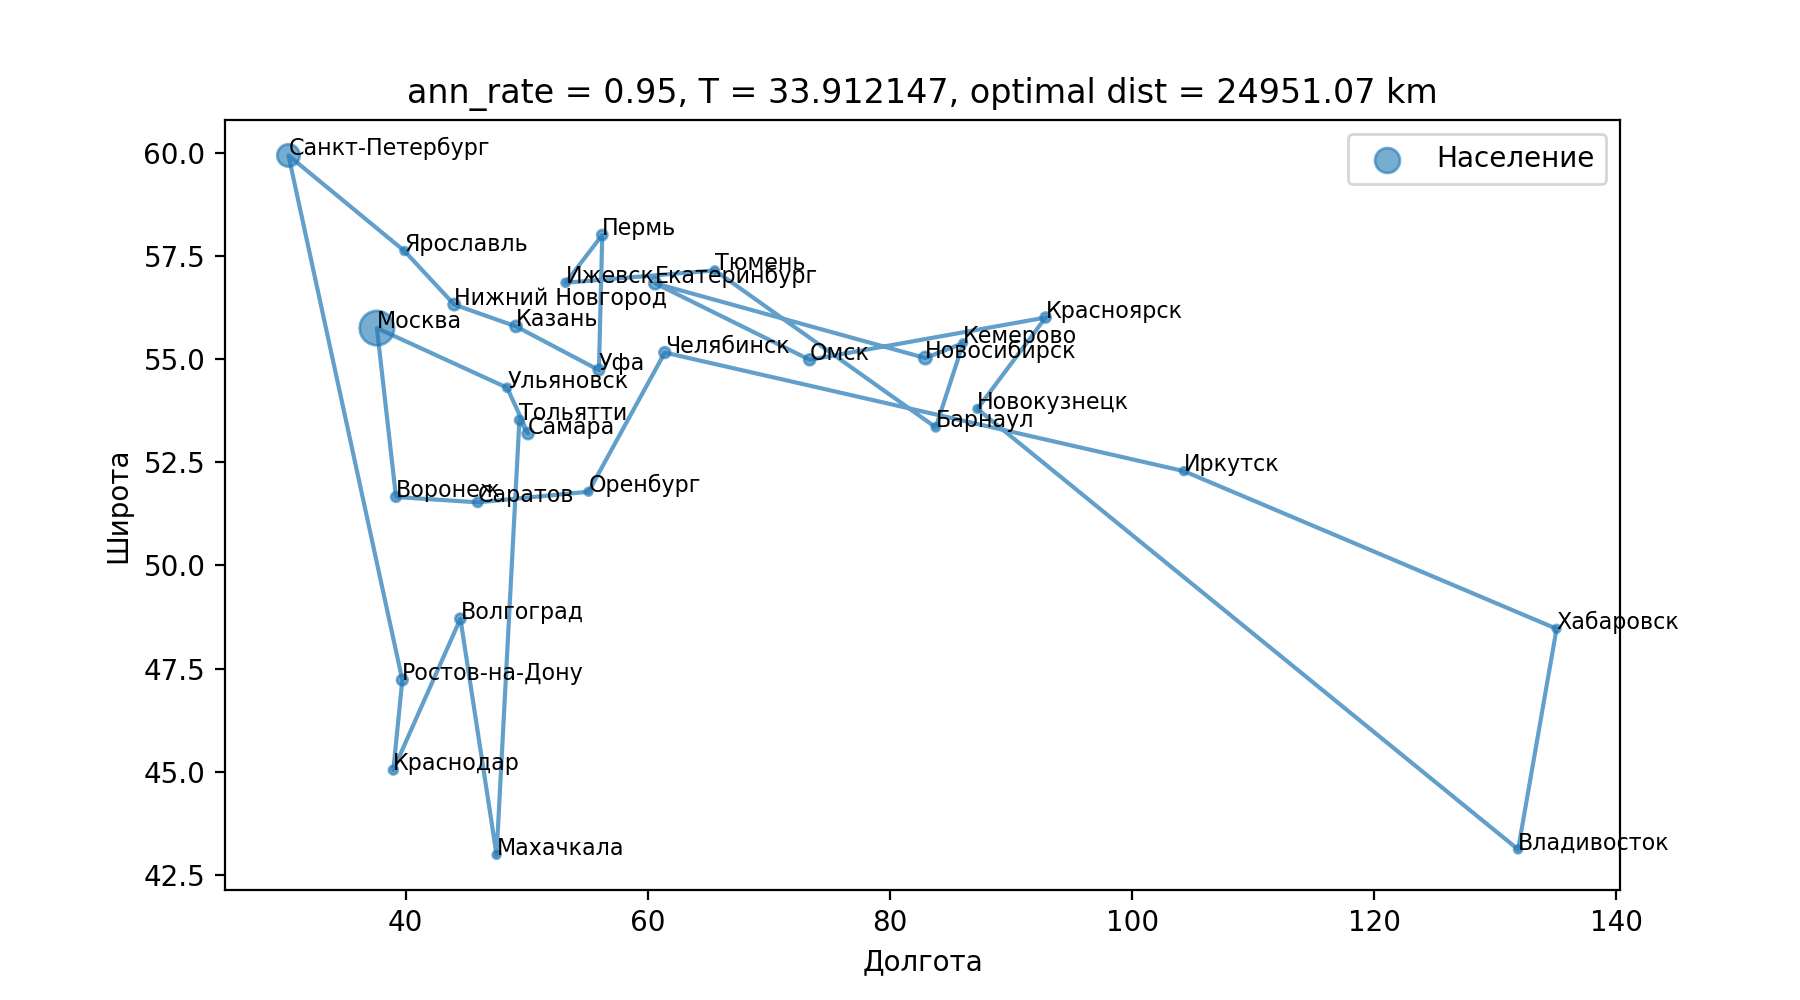 ann_rate = 0.95, T = 33.912147, optimal dist = 24951.07 km
Население
Санкт-Петербург
Ярославль
Пермь
Тюмень
Ижевск
Екатеринбург
Нижний Новгород
Казань
Москва
Красноярск
Кемерово
Новосибирск
Челябинск
Омск
Уфа
Ульяновск
Тольятти
Самара
Новокузнецк
Барнаул
Иркутск
Воронеж
Саратов
Оренбург
Волгоград
Хабаровск
Ростов-на-Дону
Краснодар
Махачкала
Владивосток
60.0
57.5
55.0
52.5
50.0
47.5
45.0
42.5
Широта
40 60 80 100 120 140
Долгота